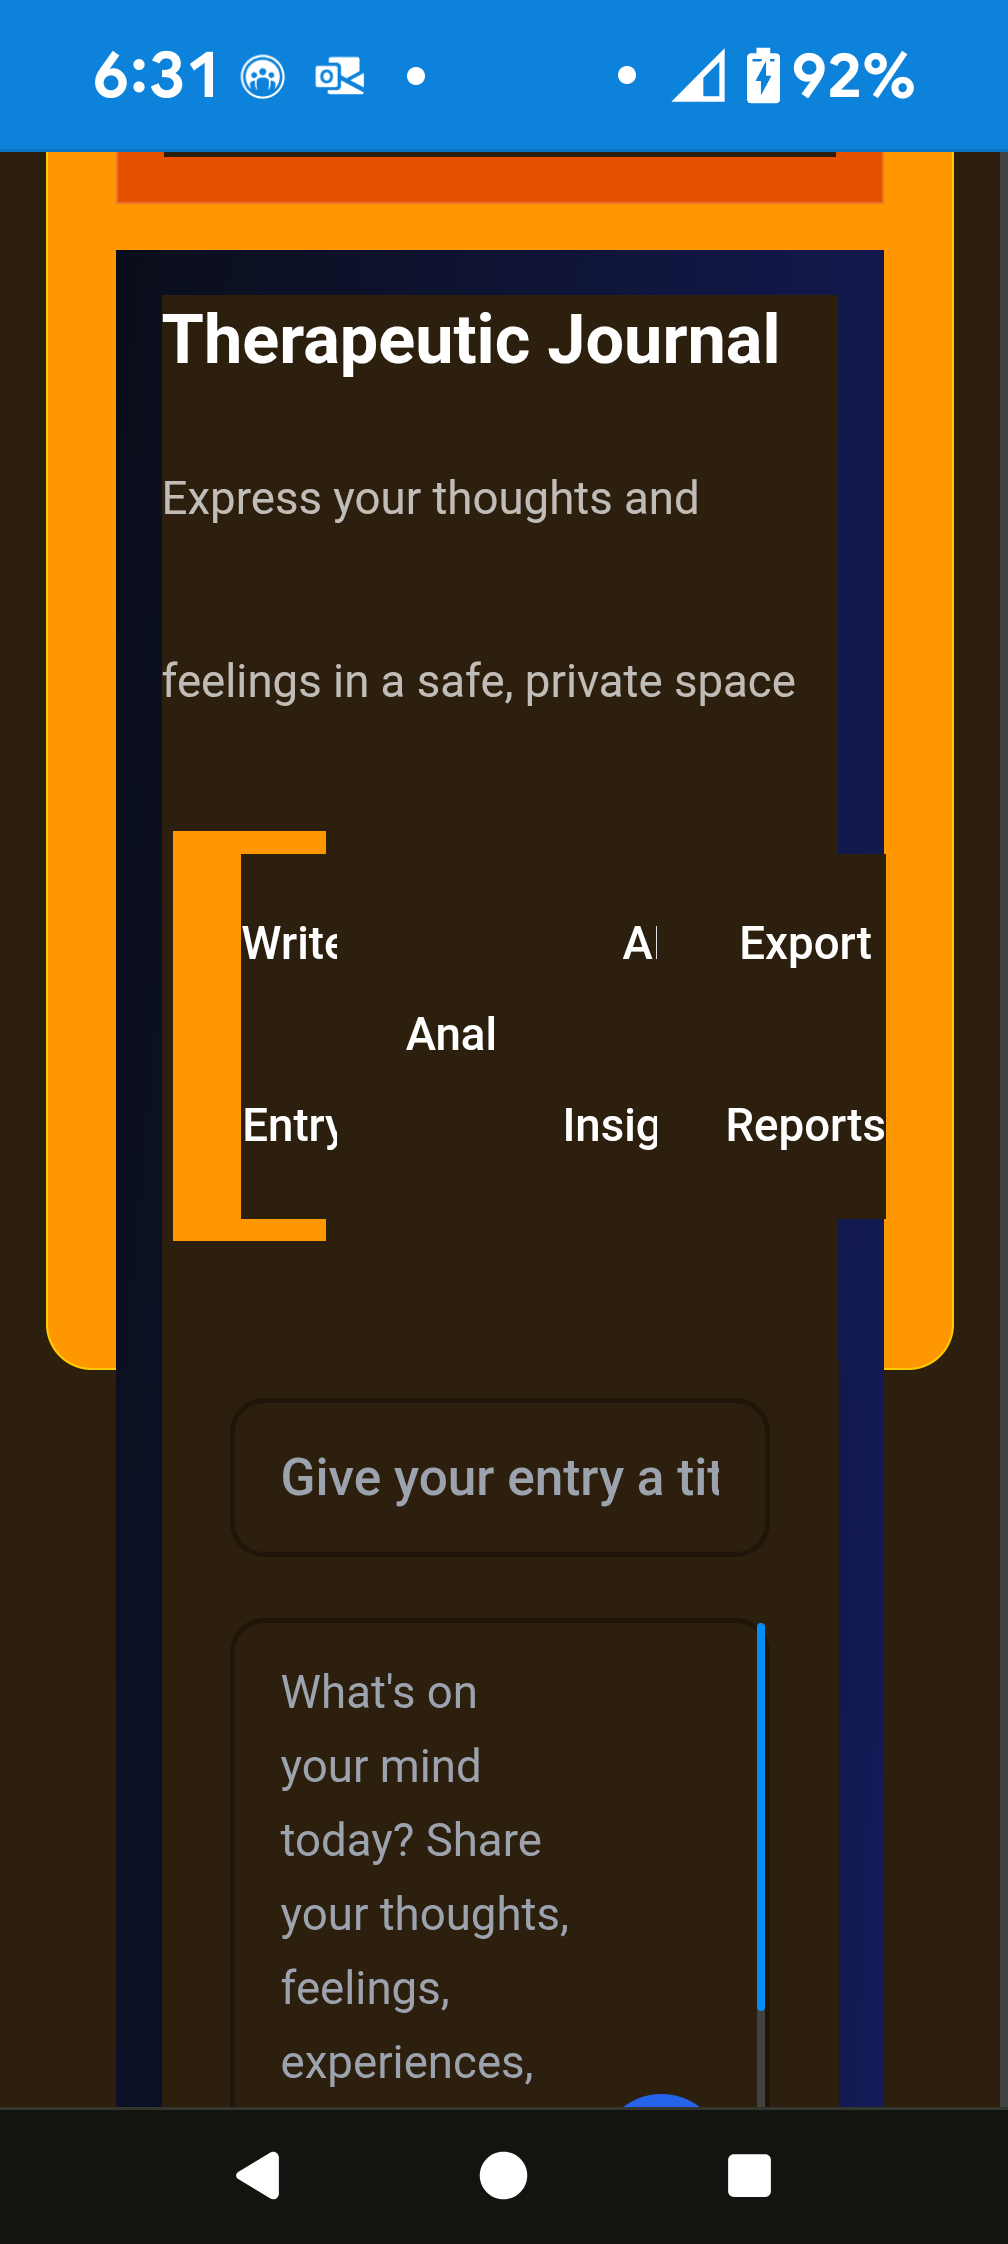 6:31 92%
Therapeutic Journal
Express your thoughts and
feelings in a safe, private space
Write AI Export
Anal
Entry Insig Reports
Give your entry a tit
What's on
your mind
today? Share
your thoughts,
feelings,
experiences,